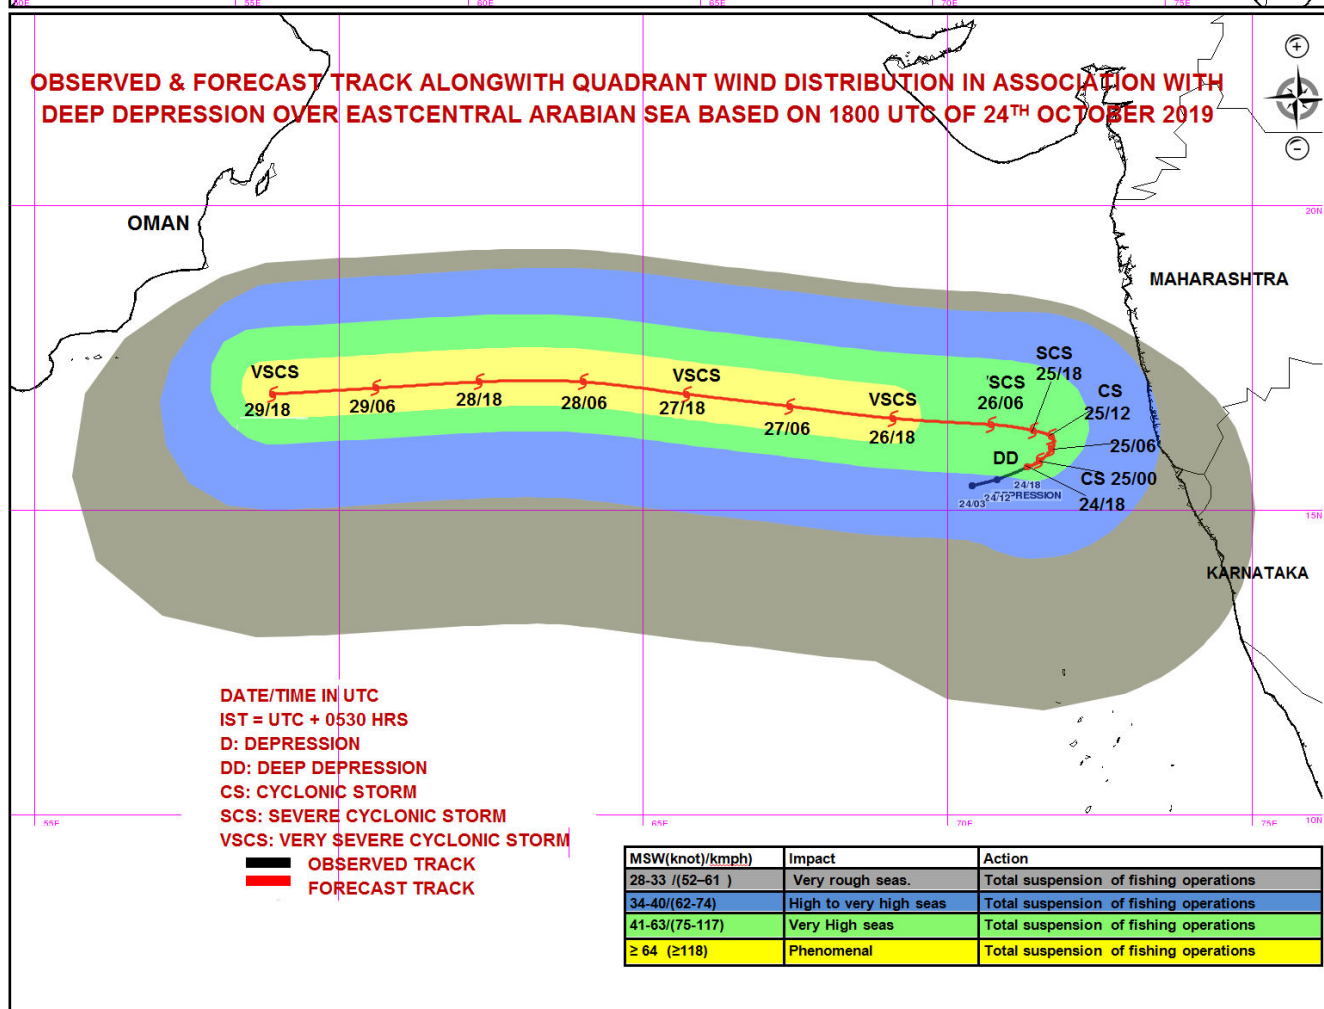 60E 55E 60E 65E 70E 75E
OBSERVED & FORECAST TRACK ALONGWITH QUADRANT WIND DISTRIBUTION IN ASSOCIATION WITH
DEEP DEPRESSION OVER EASTCENTRAL ARABIAN SEA BASED ON 1800 UTC OF 24TH OCTOBER 2019
+
−
20N
OMAN
MAHARASHTRA
SCS
25/18
VSCS
VSCS
'SCS
26/06
CS
25/12
VSCS
29/18
29/06
28/18
28/06
27/18
27/06
26/18
25/06
DD
CS 25/00
24/18
24/18
DEPRESSION
24/12
24/03
15N
KARNATAKA
DATE/TIME IN UTC
IST = UTC + 0530 HRS
D: DEPRESSION
DD: DEEP DEPRESSION
CS: CYCLONIC STORM
SCS: SEVERE CYCLONIC STORM
VSCS: VERY SEVERE CYCLONIC STORM
OBSERVED TRACK
FORECAST TRACK
55E 65E 70E 75E 10N
MSW(knot)/kmph) Impact Action
28-33 /(52–61 ) Very rough seas. Total suspension of fishing operations
34-40/(62-74) High to very high seas Total suspension of fishing operations
41-63/(75-117) Very High seas Total suspension of fishing operations
≥ 64 (≥118) Phenomenal Total suspension of fishing operations